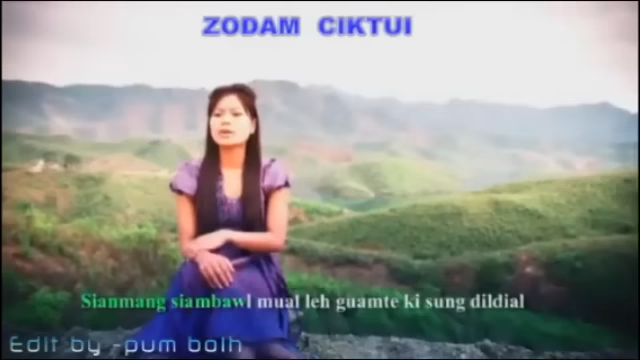 ZODAM CIKTUI
Sianmang siambawl mual leh guamte ki sung dildial
Edit by -pum bolh